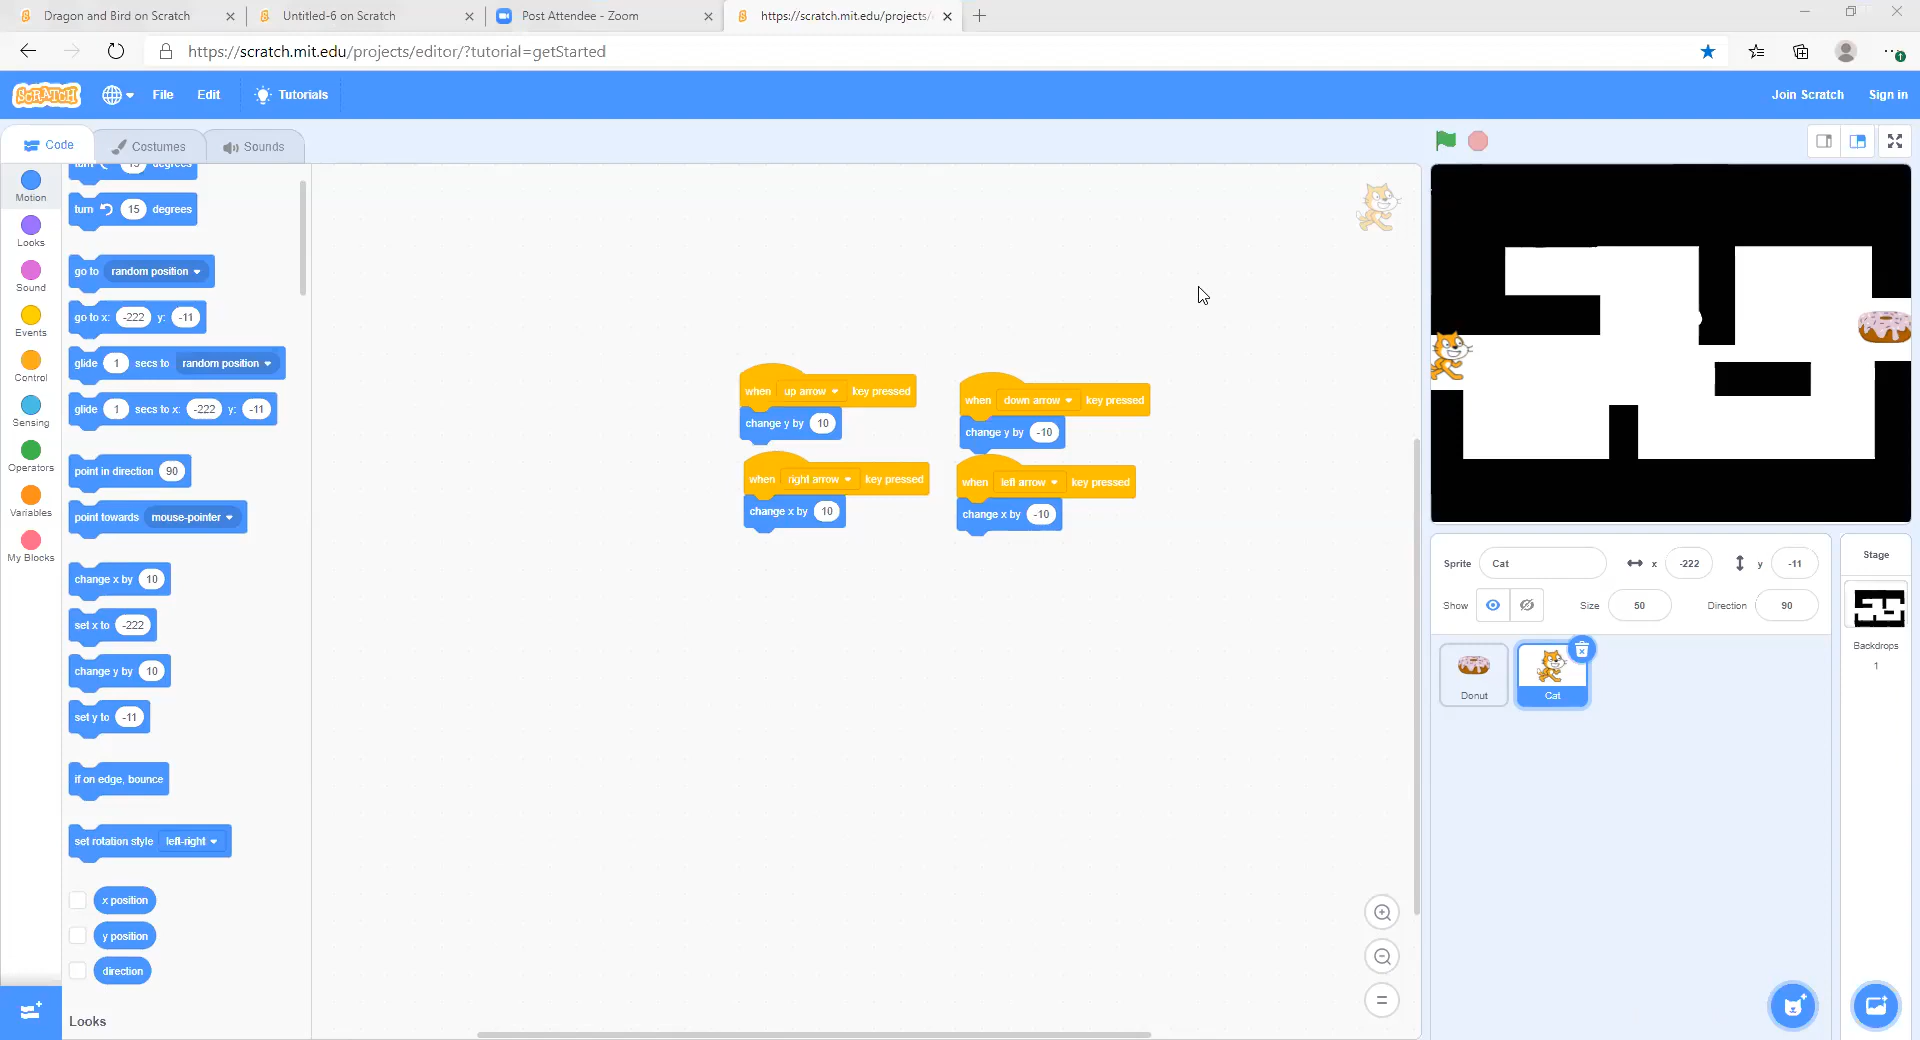 Dragon and Bird on Scratch
Untitled-6 on Scratch
Post Attendee - Zoom
https://scratch.mit.edu/projects/
https://scratch.mit.edu/projects/editor/?tutorial=getStarted
SCRATCH
File
Edit
Tutorials
Join Scratch
Sign in
Code
Costumes
Sounds
Motion
Looks
Sound
Events
Control
Sensing
Operators
Variables
My Blocks
turn 15 degrees
turn 15 degrees
go to random position
go to x: -222 y: -11
glide 1 secs to random position
glide 1 secs to x: -222 y: -11
point in direction 90
point towards mouse-pointer
change x by 10
set x to -222
change y by 10
set y to -11
if on edge, bounce
set rotation style left-right
x position
y position
direction
Looks
when up arrow key pressed
change y by 10
when down arrow key pressed
change y by -10
when right arrow key pressed
change x by 10
when left arrow key pressed
change x by -10
Sprite Cat x -222 y -11
Show Size 50 Direction 90
Donut
Cat
Stage
Backdrops
1